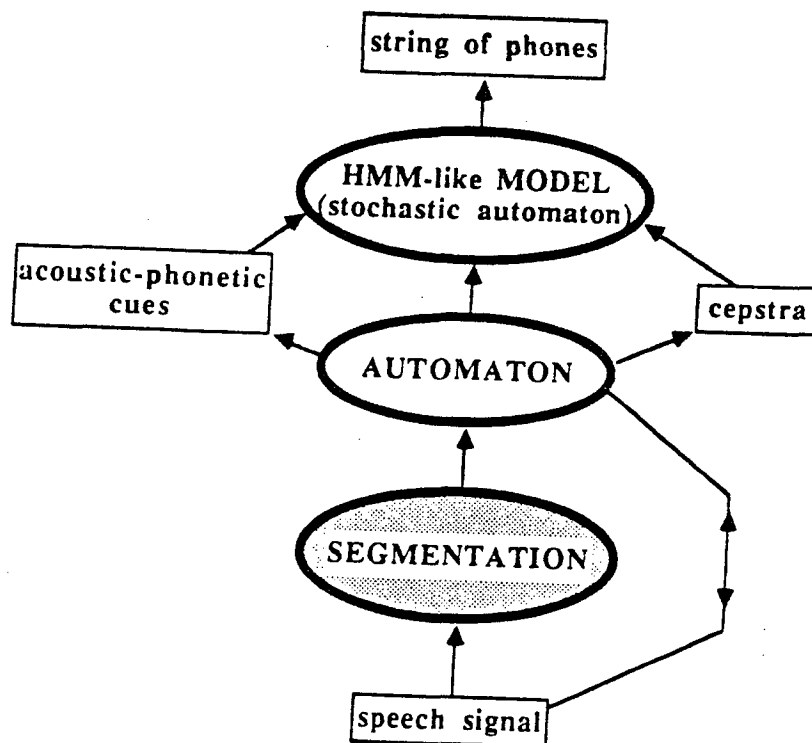 string of phones
HMM-like MODEL
(stochastic automaton)
acoustic-phonetic
cues
cepstra
AUTOMATON
SEGMENTATION
speech signal